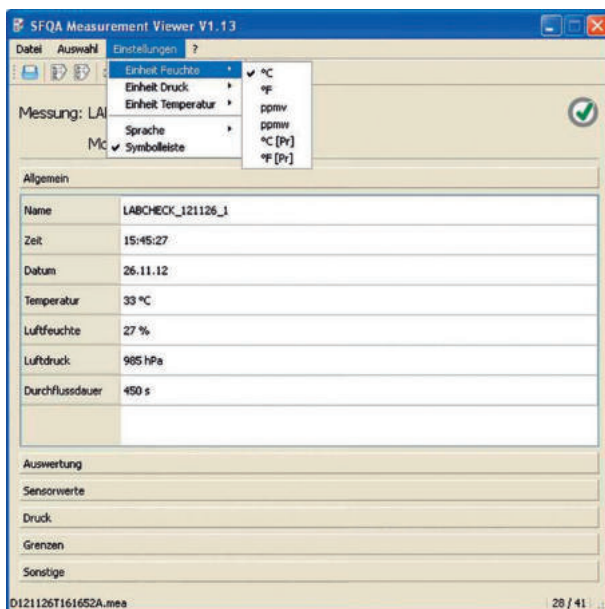 SFQA Measurement Viewer V1.13
Datei Auswahl Einstellungen ?
Einheit Feuchte
Einheit Druck
Einheit Temperatur
Sprache
Symbolleiste
°C
°F
ppmv
ppmw
°C [Pr]
°F [Pr]
Messung: LA
Mo
Allgemein
Name LABCHECK_121126_1
Zeit 15:45:27
Datum 26.11.12
Temperatur 33 °C
Luftfeuchte 27 %
Luftdruck 985 hPa
Durchflussdauer 450 s
Auswertung
Sensorwerte
Druck
Grenzen
Sonstige
D121126T161652A.mea 28 / 41